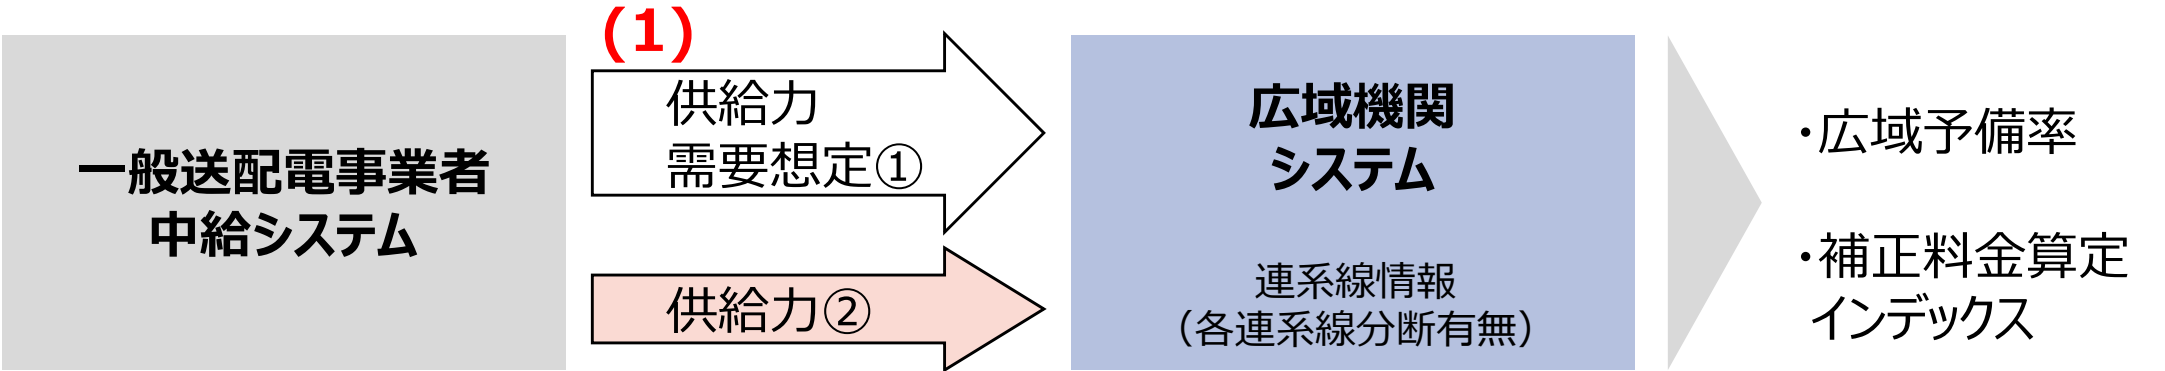 (1)
一般送配電事業者
中給システム
供給力
需要想定①
供給力②
広域機関
システム
連系線情報
（各連系線分断有無）
・広域予備率
・補正料金算定
インデックス